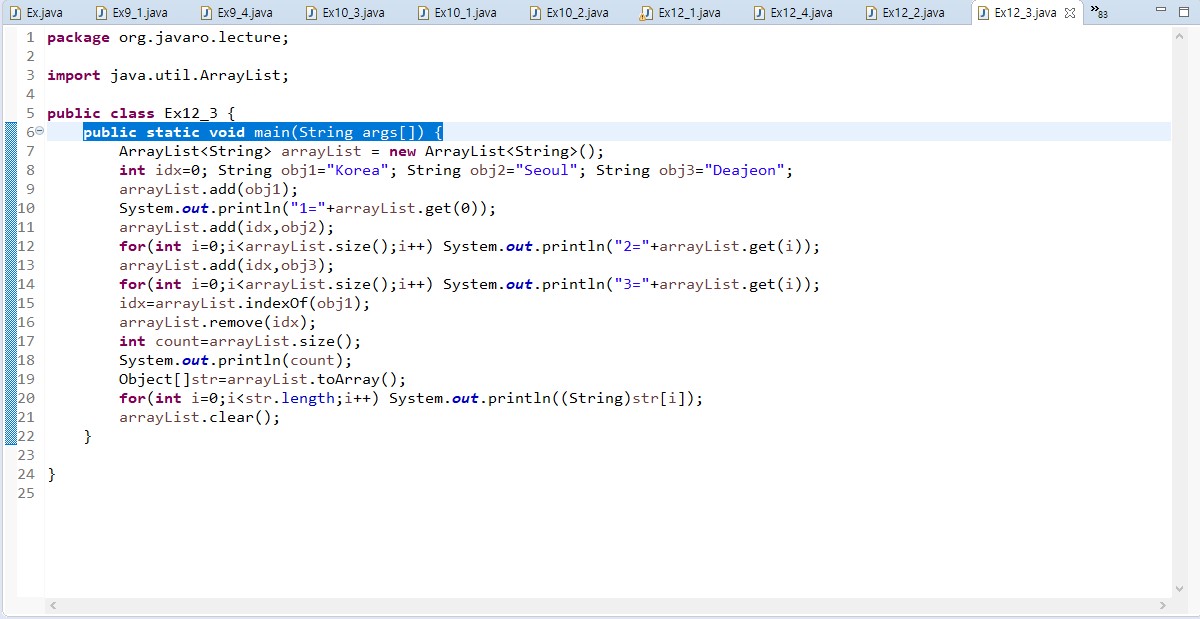 Ex.java Ex9_1.java Ex9_4.java Ex10_3.java Ex10_1.java Ex10_2.java Ex12_1.java Ex12_4.java Ex12_2.java Ex12_3.java »83
1 package org.javaro.lecture;
2
3 import java.util.ArrayList;
4
5 public class Ex12_3 {
6 public static void main(String args[]) {
7 ArrayList<String> arrayList = new ArrayList<String>();
8 int idx=0; String obj1="Korea"; String obj2="Seoul"; String obj3="Deajeon";
9 arrayList.add(obj1);
10 System.out.println("1="+arrayList.get(0));
11 arrayList.add(idx,obj2);
12 for(int i=0;i<arrayList.size();i++) System.out.println("2="+arrayList.get(i));
13 arrayList.add(idx,obj3);
14 for(int i=0;i<arrayList.size();i++) System.out.println("3="+arrayList.get(i));
15 idx=arrayList.indexOf(obj1);
16 arrayList.remove(idx);
17 int count=arrayList.size();
18 System.out.println(count);
19 Object[]str=arrayList.toArray();
20 for(int i=0;i<str.length;i++) System.out.println((String)str[i]);
21 arrayList.clear();
22 }
23
24 }
25